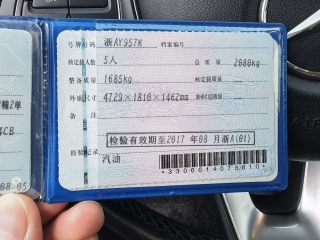 号牌号码 浙AY957W 档案编号
核定载人数 5人 总质量 2080kg
整备质量 1685kg 核定载质量
外廓尺寸 4729×1810×1462mm 准牵引总质量
备注
检验有效期至2017年08月浙A(01)
检验记录
汽油